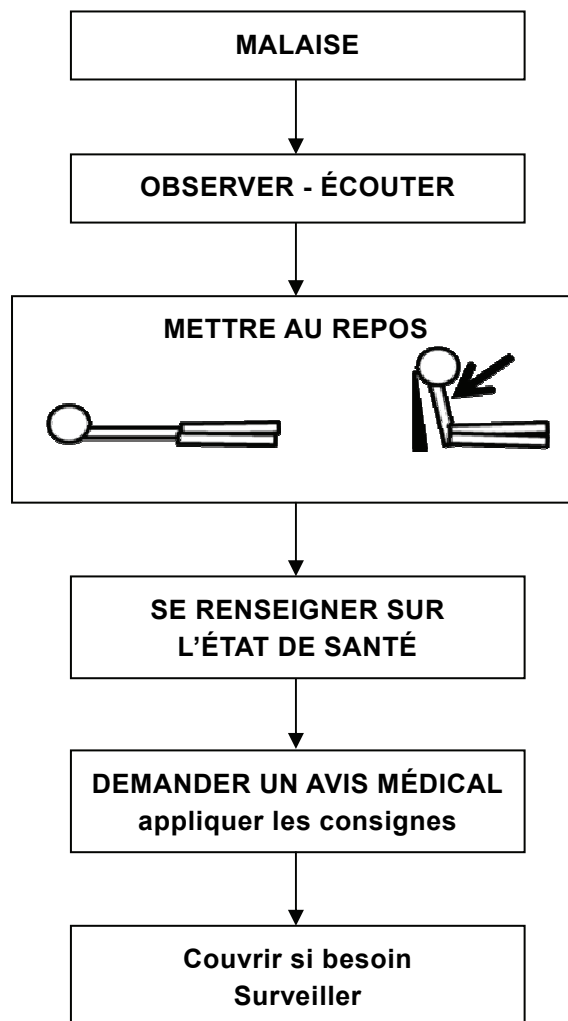 MALAISE
OBSERVER - ÉCOUTER
METTRE AU REPOS
SE RENSEIGNER SUR
L’ÉTAT DE SANTÉ
DEMANDER UN AVIS MÉDICAL
appliquer les consignes
Couvrir si besoin
Surveiller